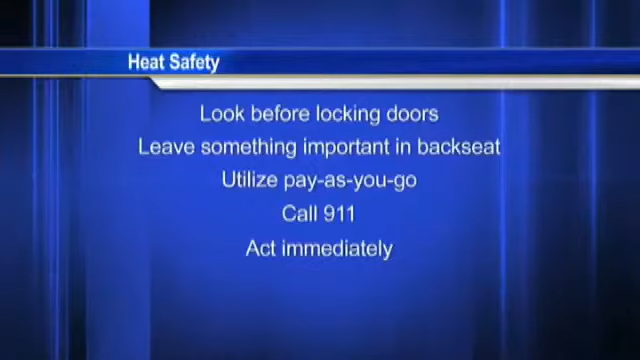 Heat Safety
Look before locking doors
Leave something important in backseat
Utilize pay-as-you-go
Call 911
Act immediately